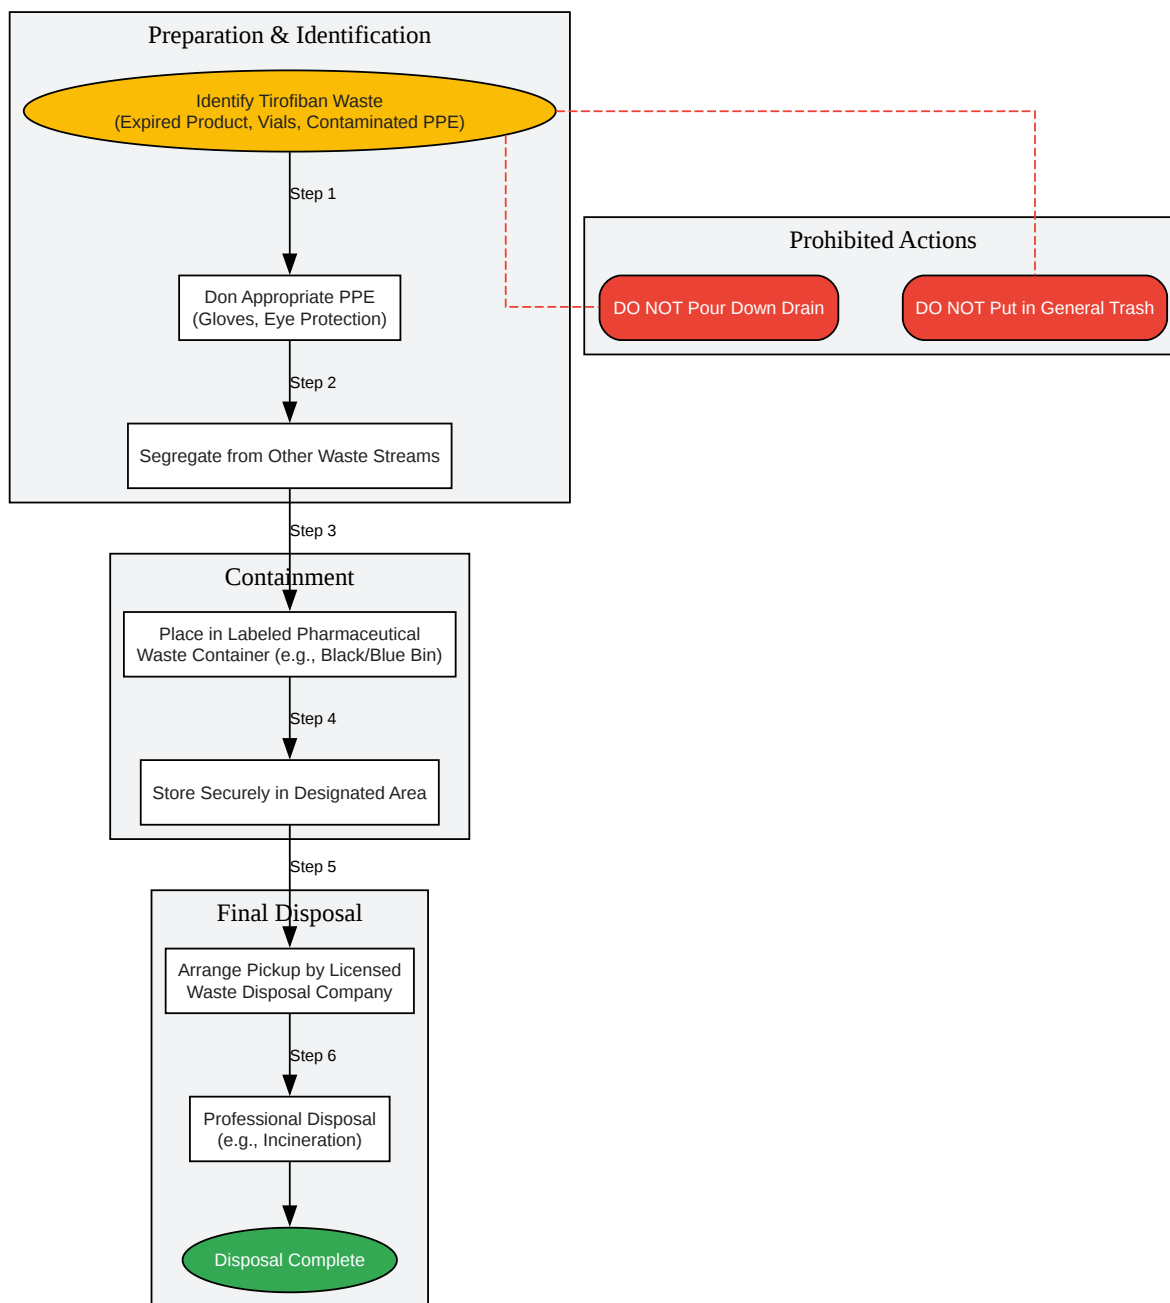 Preparation & Identification
Identify Tirofiban Waste
(Expired Product, Vials, Contaminated PPE)
Step 1
Don Appropriate PPE
(Gloves, Eye Protection)
Step 2
Segregate from Other Waste Streams
Prohibited Actions
DO NOT Pour Down Drain
DO NOT Put in General Trash
Step 3
Containment
Place in Labeled Pharmaceutical
Waste Container (e.g., Black/Blue Bin)
Step 4
Store Securely in Designated Area
Step 5
Final Disposal
Arrange Pickup by Licensed
Waste Disposal Company
Step 6
Professional Disposal
(e.g., Incineration)
Disposal Complete